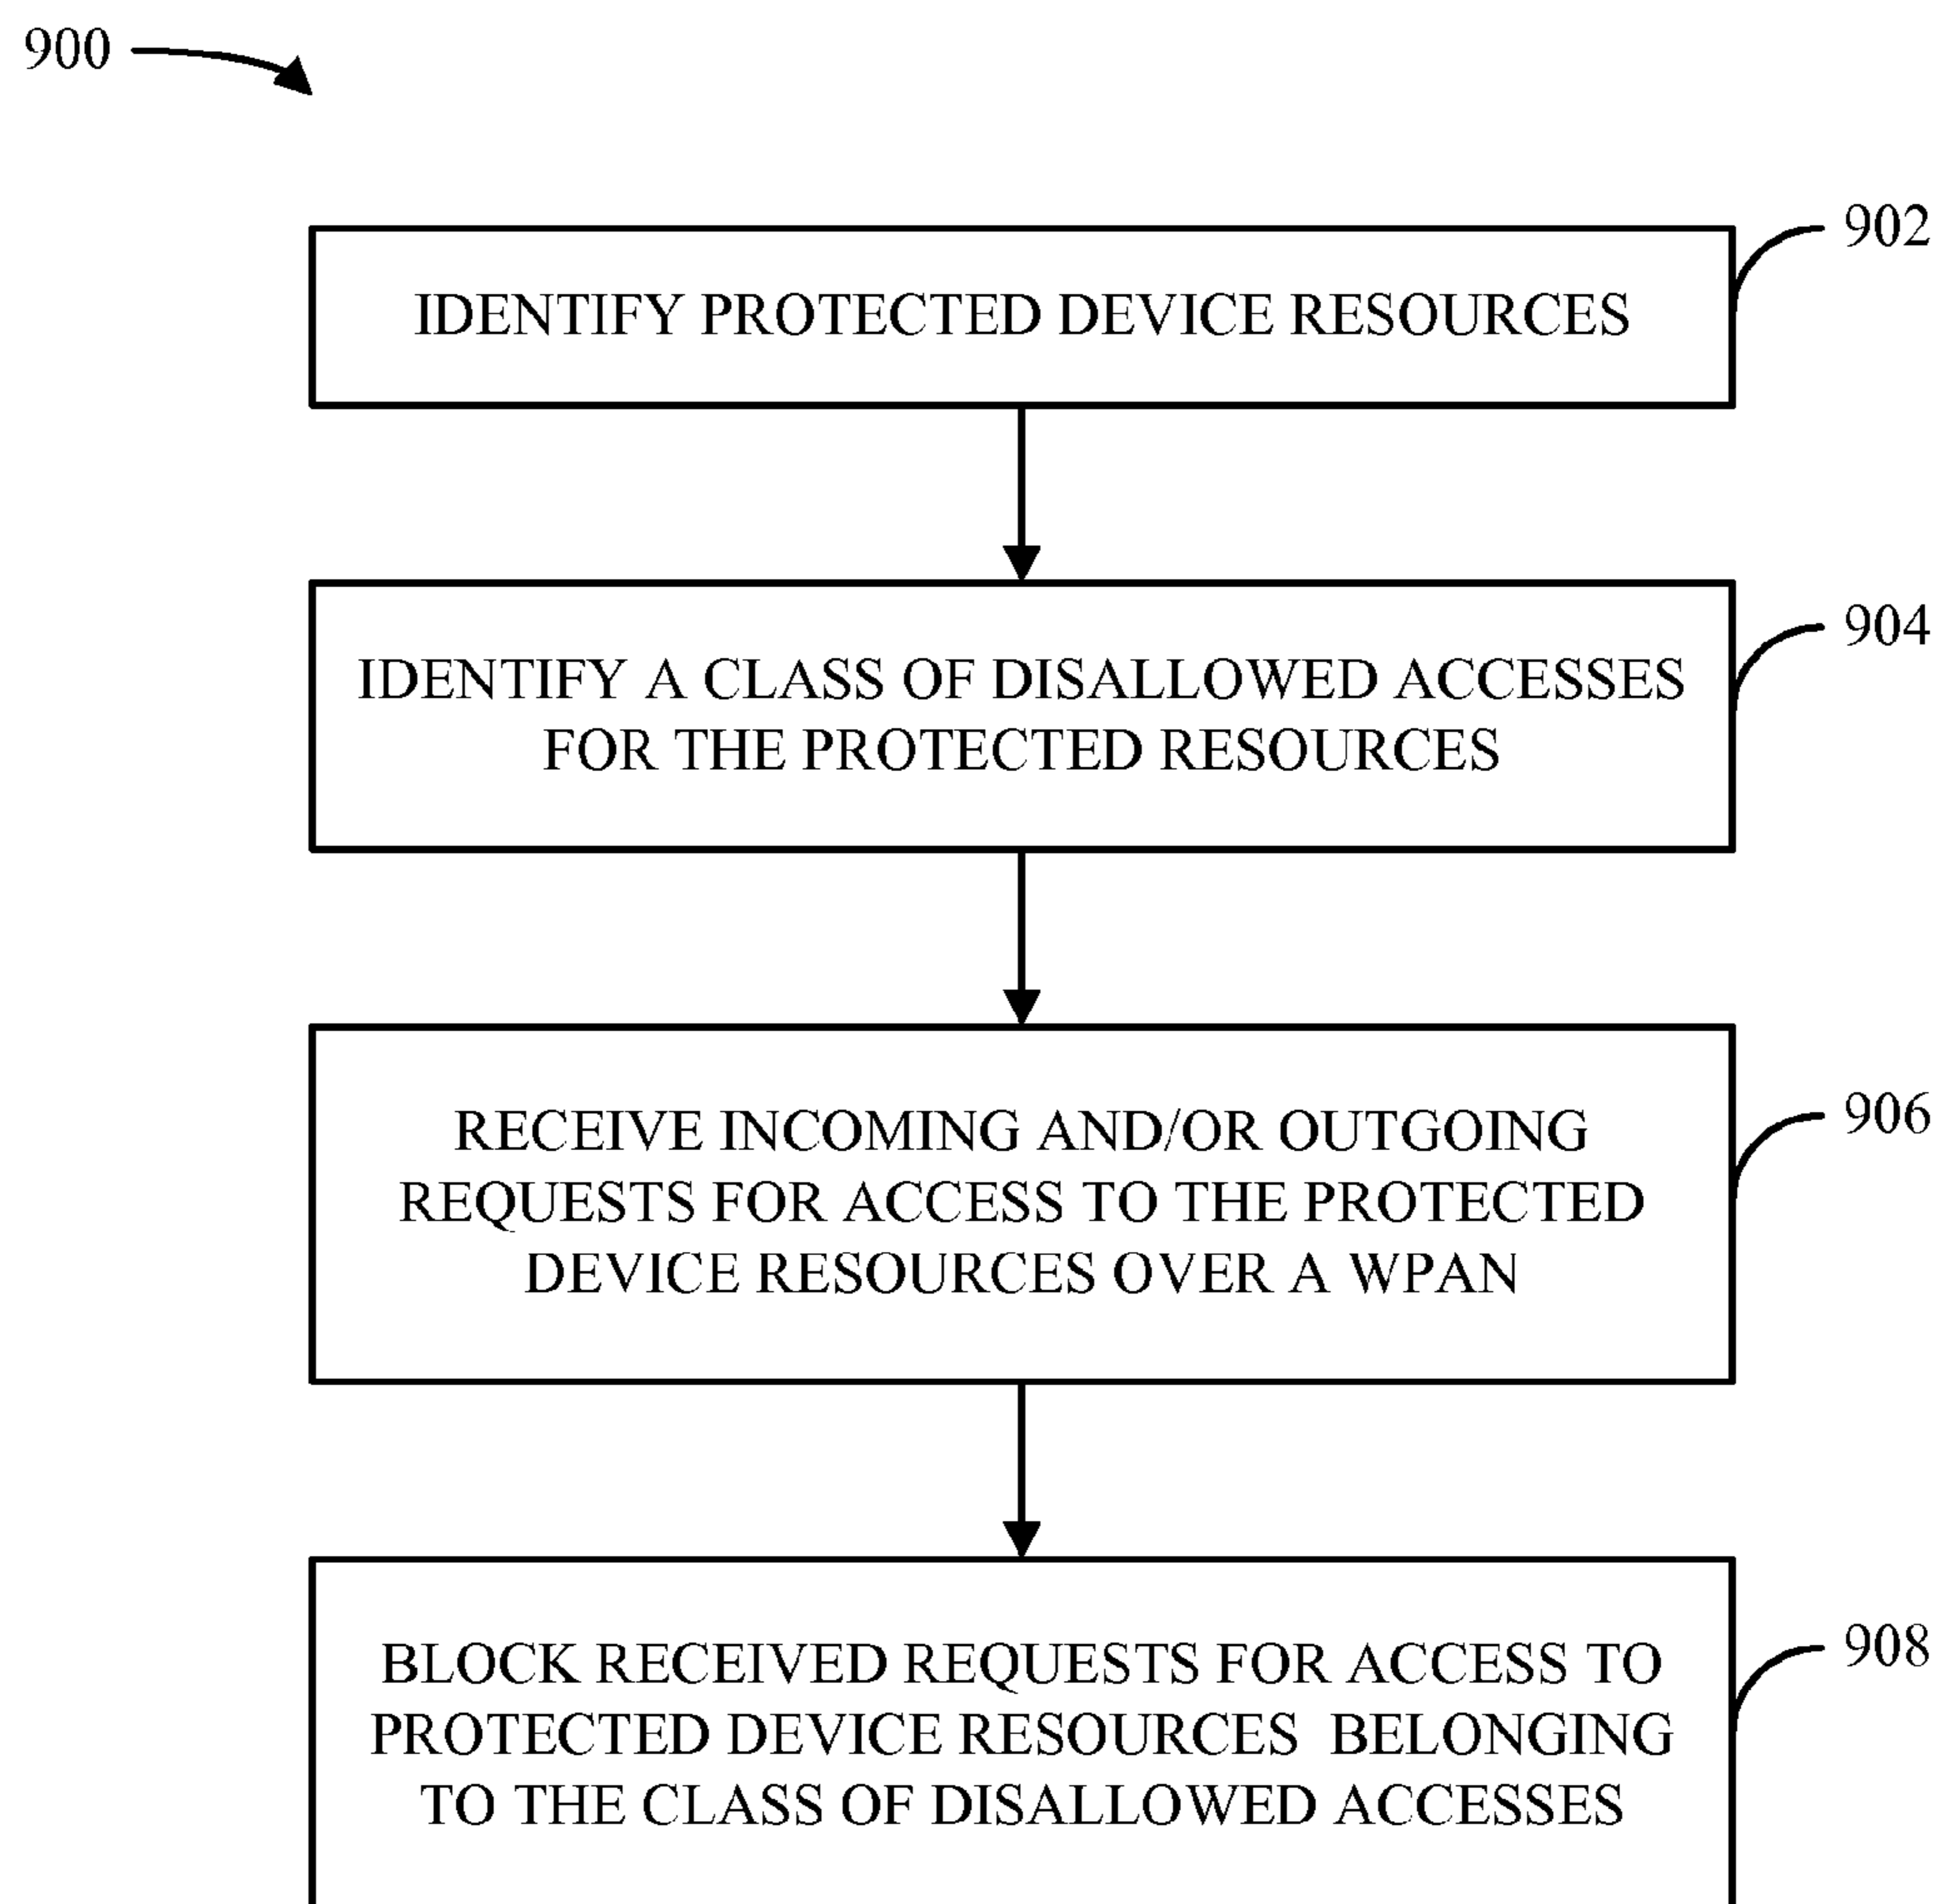 900
902
IDENTIFY PROTECTED DEVICE RESOURCES
904
IDENTIFY A CLASS OF DISALLOWED ACCESSES
FOR THE PROTECTED RESOURCES
906
RECEIVE INCOMING AND/OR OUTGOING
REQUESTS FOR ACCESS TO THE PROTECTED
DEVICE RESOURCES OVER A WPAN
908
BLOCK RECEIVED REQUESTS FOR ACCESS TO
PROTECTED DEVICE RESOURCES BELONGING
TO THE CLASS OF DISALLOWED ACCESSES